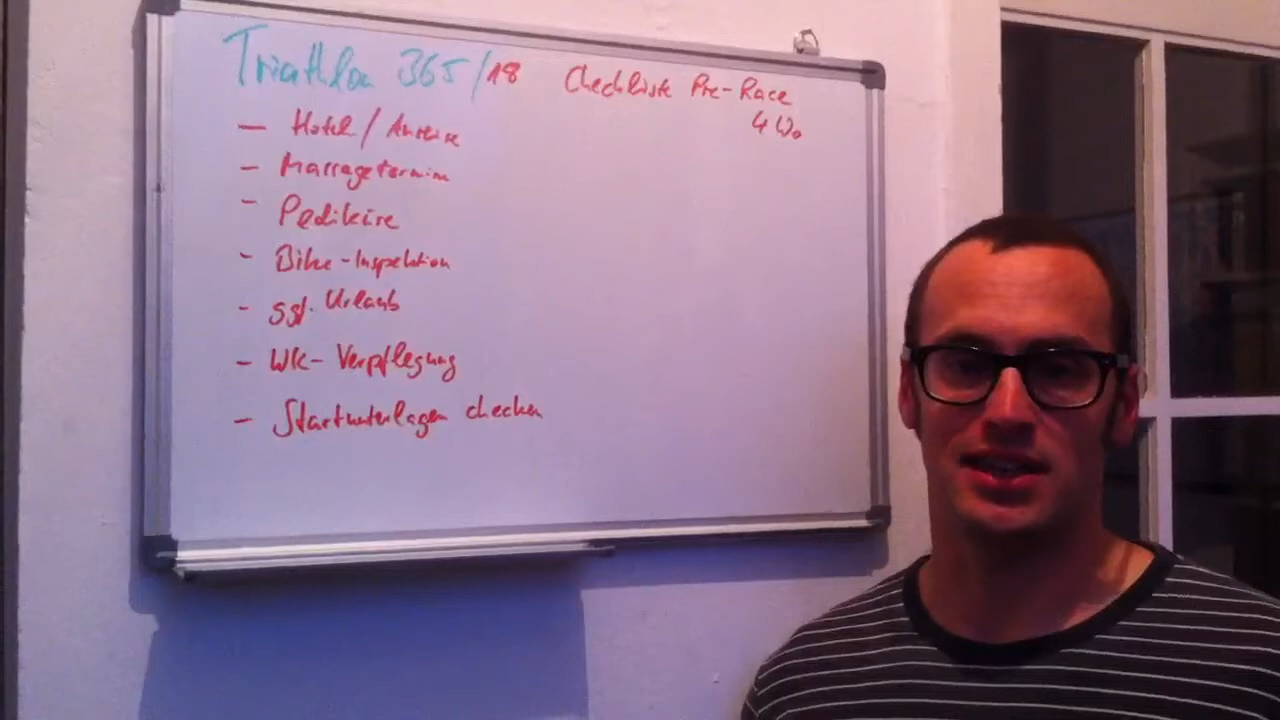 Triathlon 365/18 Checkliste Pre-Race
4 Wo
- Hotel / Anreise
- Massagetermin
- Pediküre
- Bike-Inspektion
- ggf. Urlaub
- WK-Verpflegung
- Startunterlagen checken